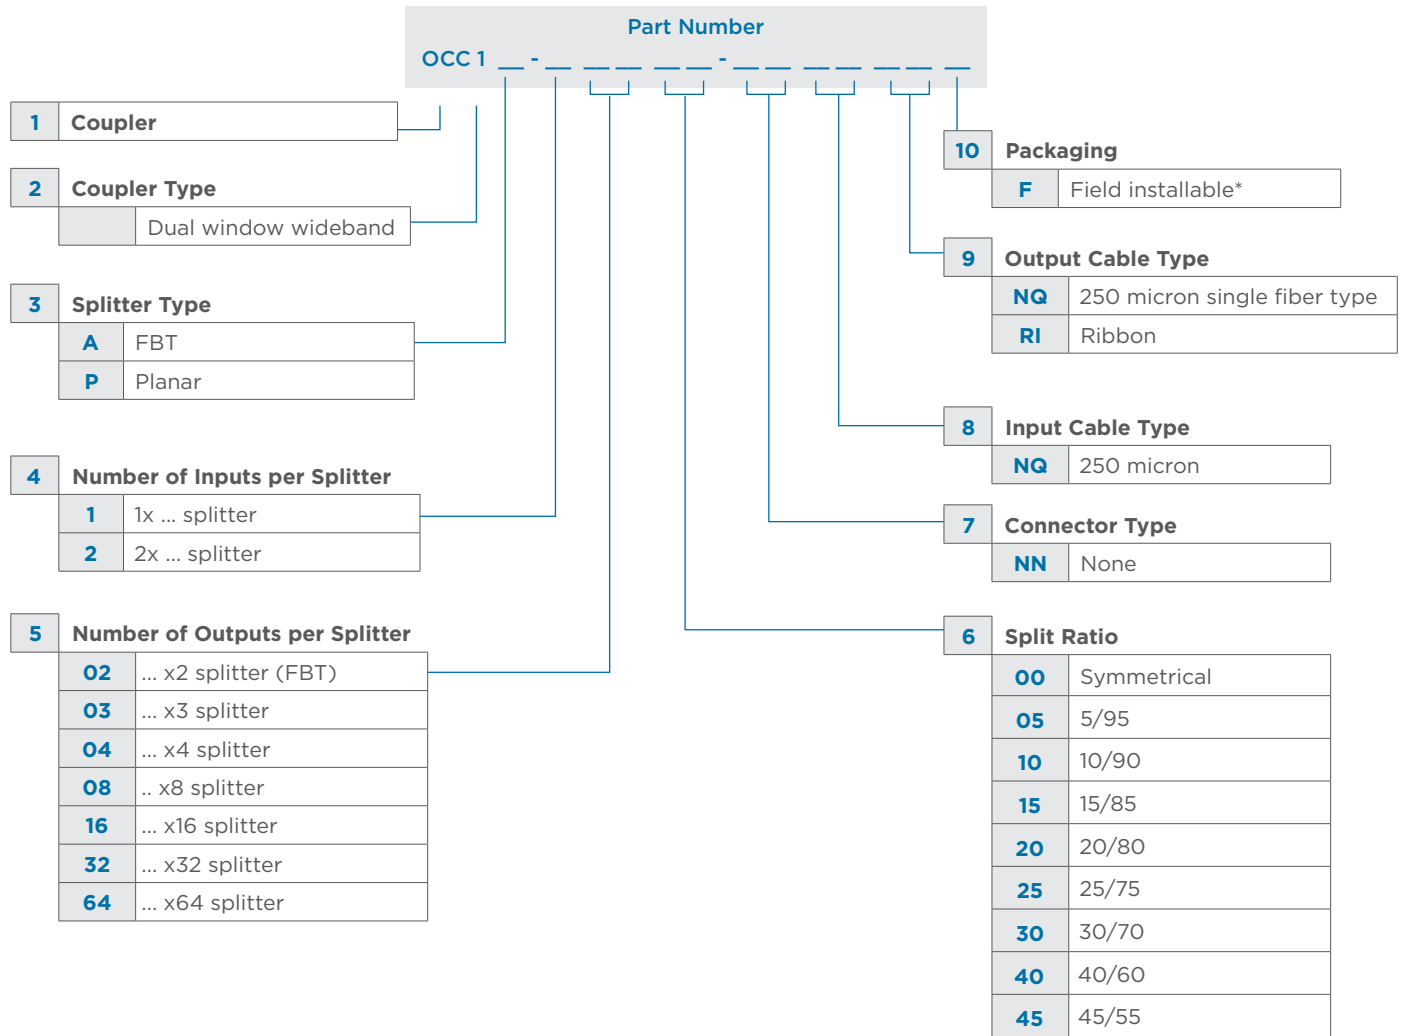 Part Number
OCC 1 __ - __ __ __ __ __ - __ __ __ __ __ __ __
1 Coupler
2 Coupler Type
Dual window wideband
3 Splitter Type
A FBT
P Planar
4 Number of Inputs per Splitter
1 1x ... splitter
2 2x ... splitter
5 Number of Outputs per Splitter
02 ... x2 splitter (FBT)
03 ... x3 splitter
04 ... x4 splitter
08 .. x8 splitter
16 ... x16 splitter
32 ... x32 splitter
64 ... x64 splitter
10 Packaging
F Field installable*
9 Output Cable Type
NQ 250 micron single fiber type
RI Ribbon
8 Input Cable Type
NQ 250 micron
7 Connector Type
NN None
6 Split Ratio
00 Symmetrical
05 5/95
10 10/90
15 15/85
20 20/80
25 25/75
30 30/70
40 40/60
45 45/55